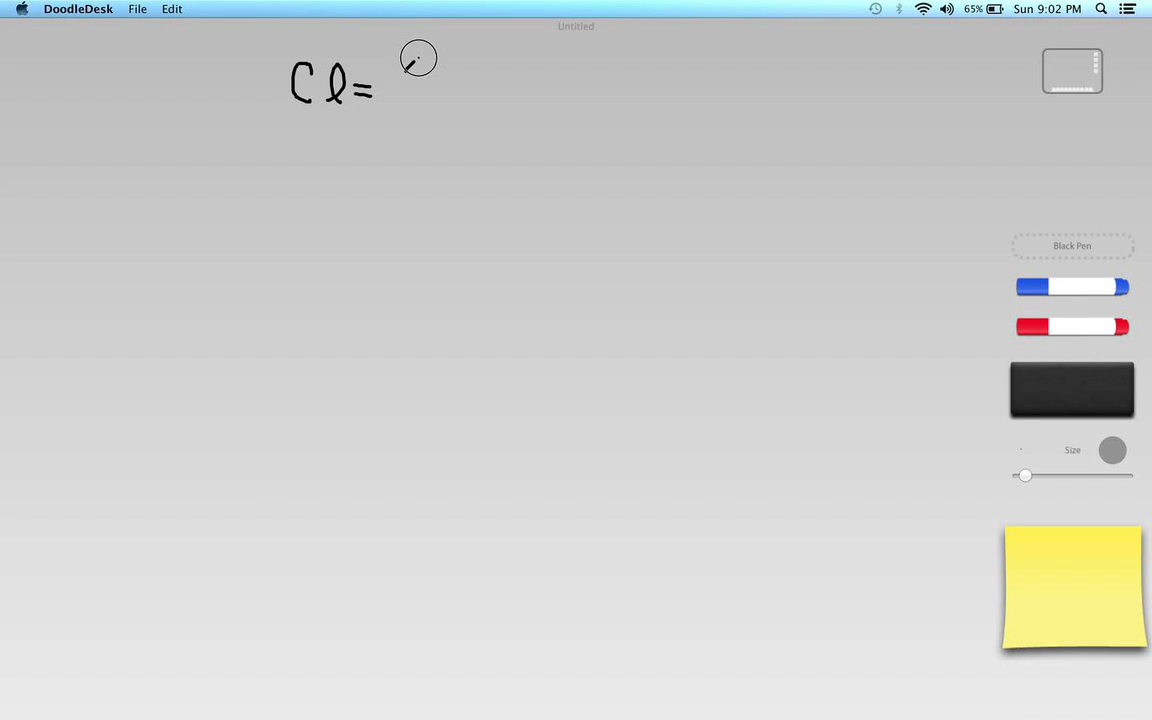 DoodleDesk File Edit 65% Sun 9:02 PM
Untitled
Cl=
Black Pen
Size